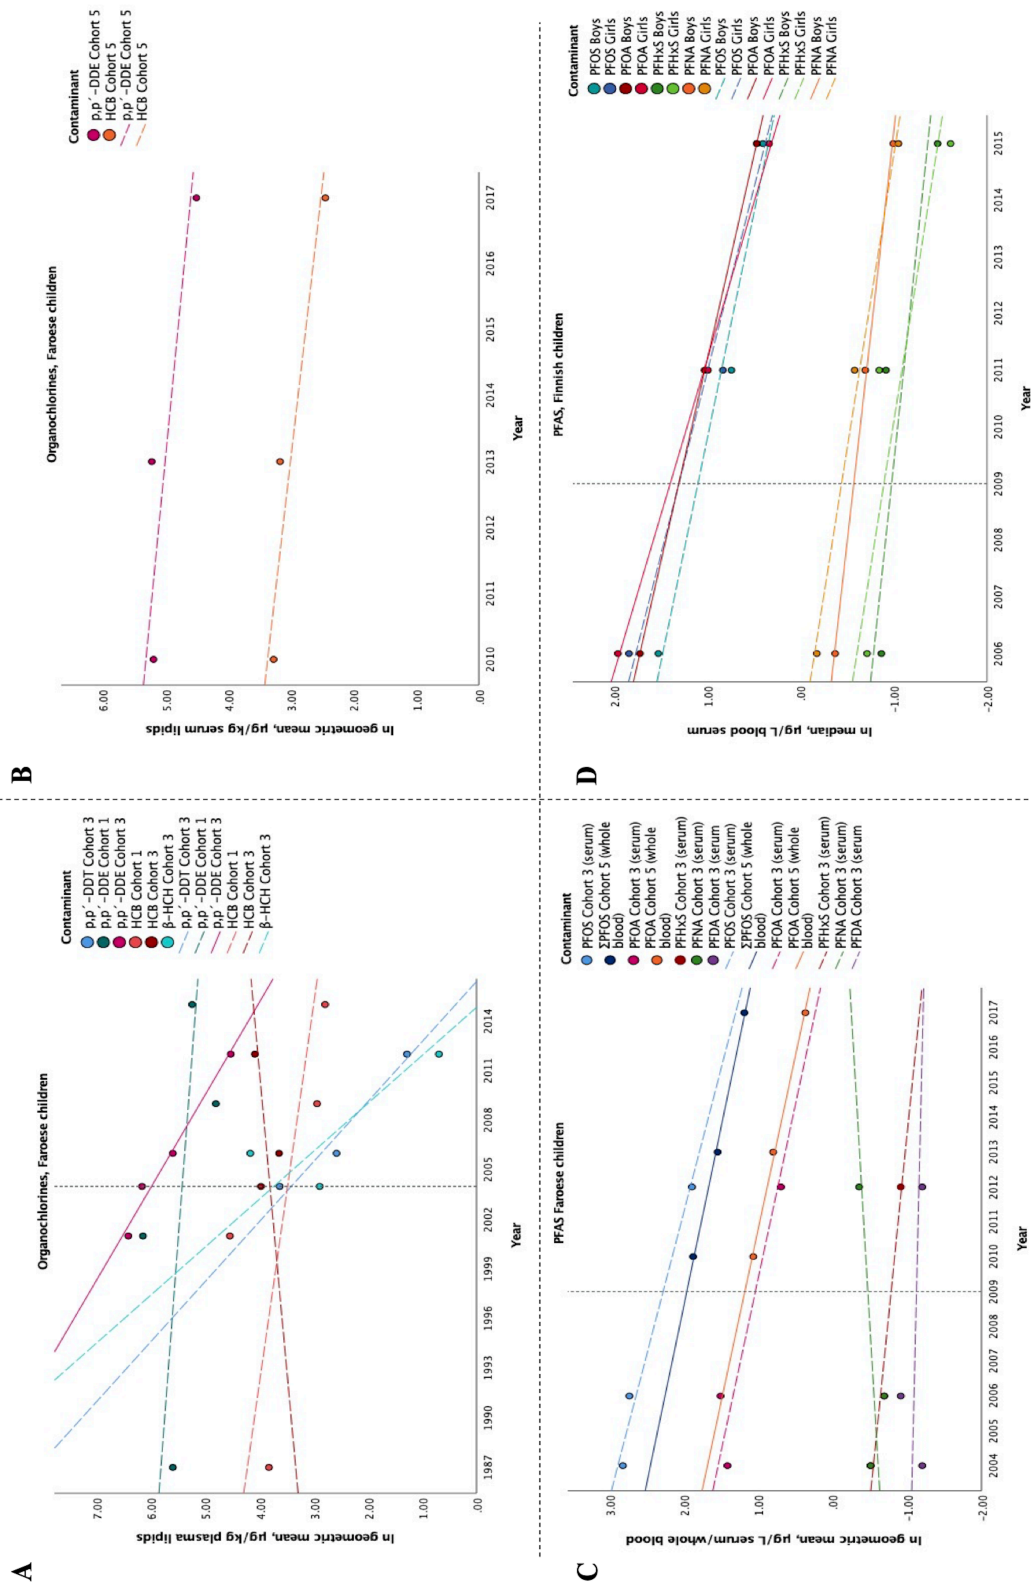 A
Organochlorines, Faroese children
ln geometric mean, µg/kg plasma lipids
7.00
6.00
5.00
4.00
3.00
2.00
1.00
.00
1987
1990
1993
1996
1999
2002
2005
2008
2011
2014
Year
Contaminant
p,p´-DDT Cohort 3
p,p´-DDE Cohort 1
p,p´-DDE Cohort 3
HCB Cohort 1
HCB Cohort 3
β-HCH Cohort 3
p,p´-DDT Cohort 3
p,p´-DDE Cohort 1
p,p´-DDE Cohort 3
HCB Cohort 1
HCB Cohort 3
β-HCH Cohort 3
B
Organochlorines, Faroese children
ln geometric mean, µg/kg serum lipids
6.00
5.00
4.00
3.00
2.00
1.00
.00
2010
2011
2012
2013
2014
2015
2016
2017
Year
Contaminant
p,p´-DDE Cohort 5
HCB Cohort 5
p,p´-DDE Cohort 5
HCB Cohort 5
C
PFAS Faroese children
ln geometric mean, µg/L serum/whole blood
3.00
2.00
1.00
.00
-1.00
-2.00
2004
2005
2006
2007
2008
2009
2010
2011
2012
2013
2014
2015
2016
2017
Year
Contaminant
PFOS Cohort 3 (serum)
ΣPFOS Cohort 5 (whole
blood)
PFOA Cohort 3 (serum)
PFOA Cohort 5 (whole
blood)
PFHxS Cohort 3 (serum)
PFNA Cohort 3 (serum)
PFDA Cohort 3 (serum)
PFOS Cohort 3 (serum)
ΣPFOS Cohort 5 (whole
blood)
PFOA Cohort 3 (serum)
PFOA Cohort 5 (whole
blood)
PFHxS Cohort 3 (serum)
PFNA Cohort 3 (serum)
PFDA Cohort 3 (serum)
D
PFAS, Finnish children
ln median, µg/L blood serum
2.00
1.00
.00
-1.00
-2.00
2006
2007
2008
2009
2010
2011
2012
2013
2014
2015
Year
Contaminant
PFOS Boys
PFOS Girls
PFOA Boys
PFOA Girls
PFHxS Boys
PFHxS Girls
PFNA Boys
PFNA Girls
PFOS Boys
PFOS Girls
PFOA Boys
PFOA Girls
PFHxS Boys
PFHxS Girls
PFNA Boys
PFNA Girls